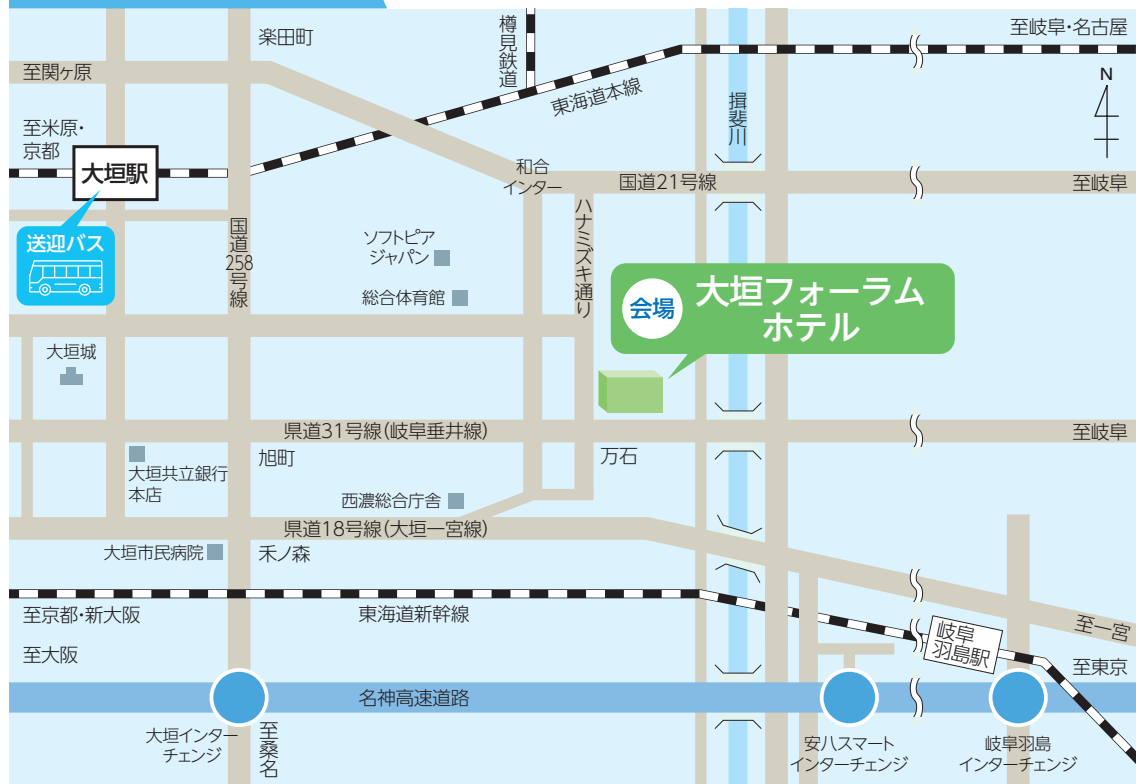 楽田町
樽見鉄道
至岐阜・名古屋
至関ヶ原
東海道本線
揖斐川
N
至米原・
京都
大垣駅
和合
インター
国道21号線
至岐阜
送迎バス
国道
258
号線
ソフトピア
ジャパン
ハナミズキ通り
総合体育館
会場
大垣フォーラム
ホテル
大垣城
県道31号線(岐阜垂井線)
至岐阜
大垣共立銀行
本店
旭町
万石
西濃総合庁舎
県道18号線(大垣一宮線)
大垣市民病院
禾ノ森
至京都・新大阪
東海道新幹線
至一宮
岐阜
羽島駅
至大阪
至東京
名神高速道路
大垣インター
チェンジ
至桑名
安八スマート
インターチェンジ
岐阜羽島
インターチェンジ